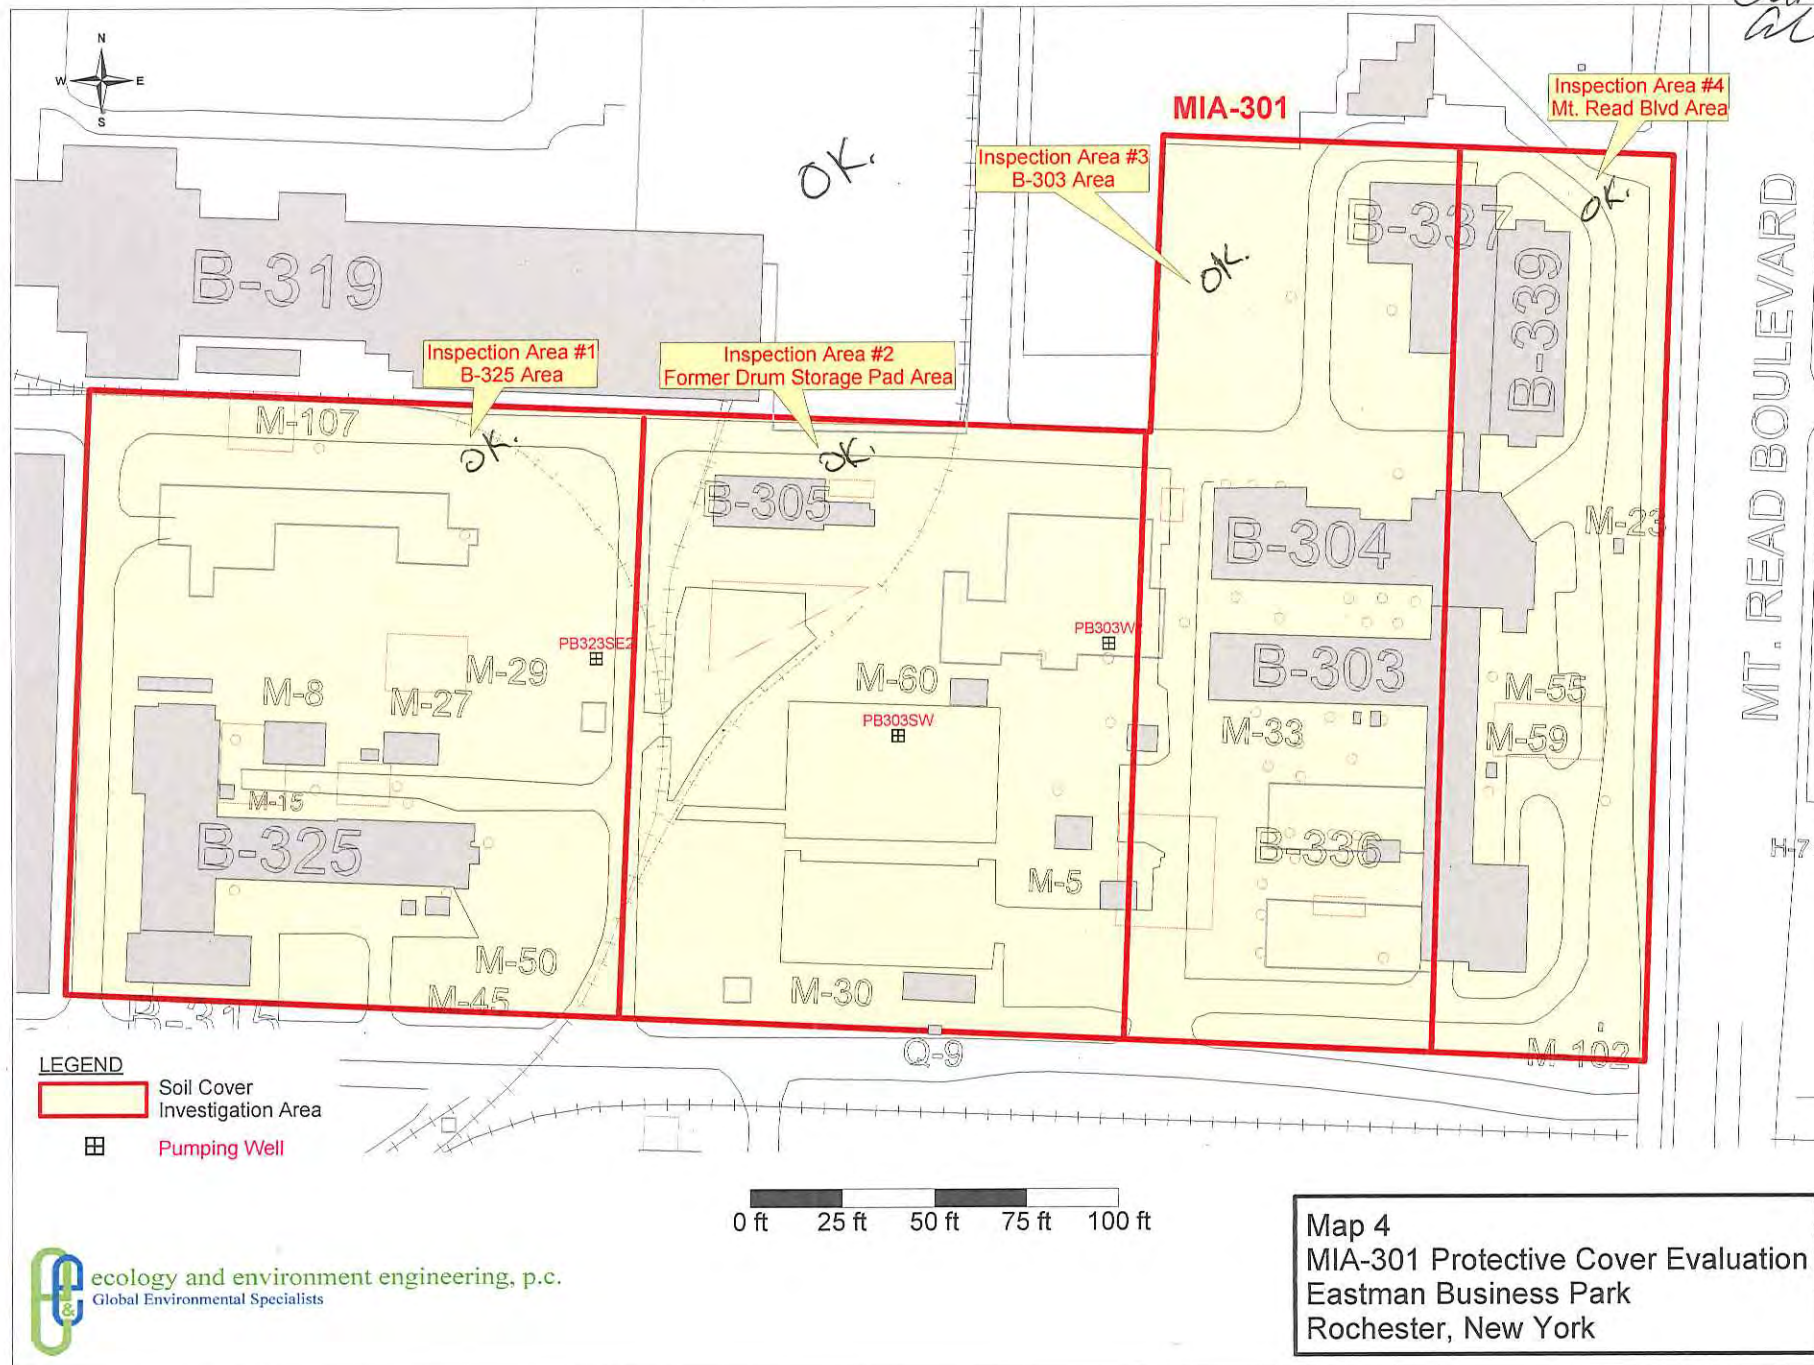 N
W E
S
OK.
MIA-301
Inspection Area #4
Mt. Read Blvd Area
Inspection Area #3
B-303 Area
OK.
OK.
B-337
B-339
B-319
MT. READ BOULEVARD
Inspection Area #1
B-325 Area
Inspection Area #2
Former Drum Storage Pad Area
M-107
OK.
OK.
B-305
B-304
M-23
PB323SE2
PB303W
M-29
M-60
B-303
M-55
M-8
M-27
PB303SW
M-33
M-59
M-15
B-325
B-336
H-7
M-5
M-50
M-30
M-45
B-315
Q-9
M-102
LEGEND
Soil Cover
Investigation Area
Pumping Well
0 ft 25 ft 50 ft 75 ft 100 ft
ecology and environment engineering, p.c.
Global Environmental Specialists
Map 4
MIA-301 Protective Cover Evaluation
Eastman Business Park
Rochester, New York